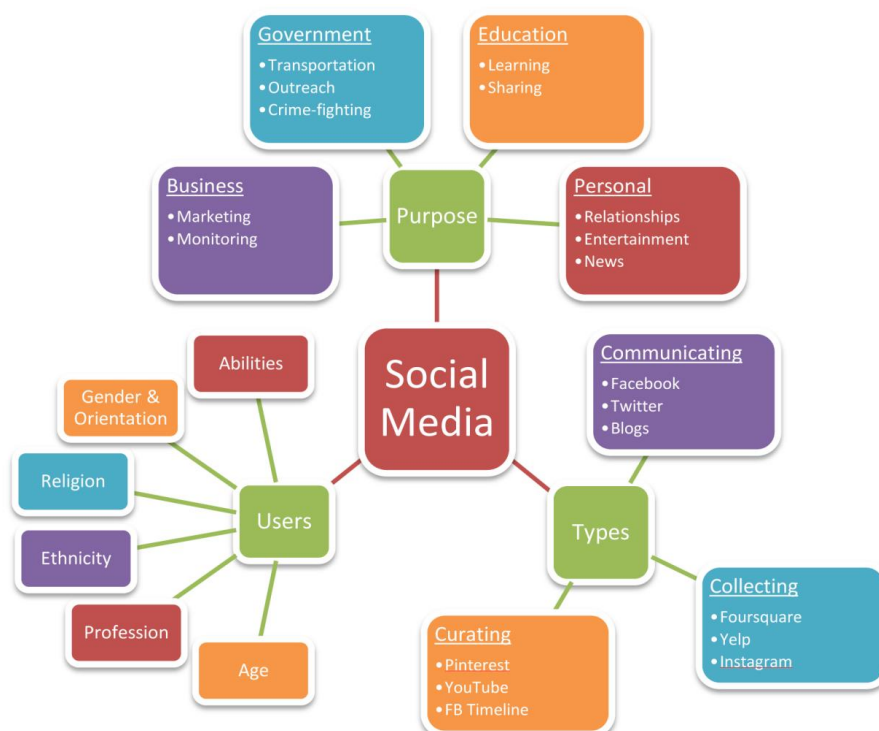 Government
• Transportation
• Outreach
• Crime-fighting
Education
• Learning
• Sharing
Business
• Marketing
• Monitoring
Purpose
Personal
• Relationships
• Entertainment
• News
Social
Media
Communicating
• Facebook
• Twitter
• Blogs
Abilities
Gender &
Orientation
Religion
Ethnicity
Profession
Age
Users
Types
Collecting
• Foursquare
• Yelp
• Instagram
Curating
• Pinterest
• YouTube
• FB Timeline